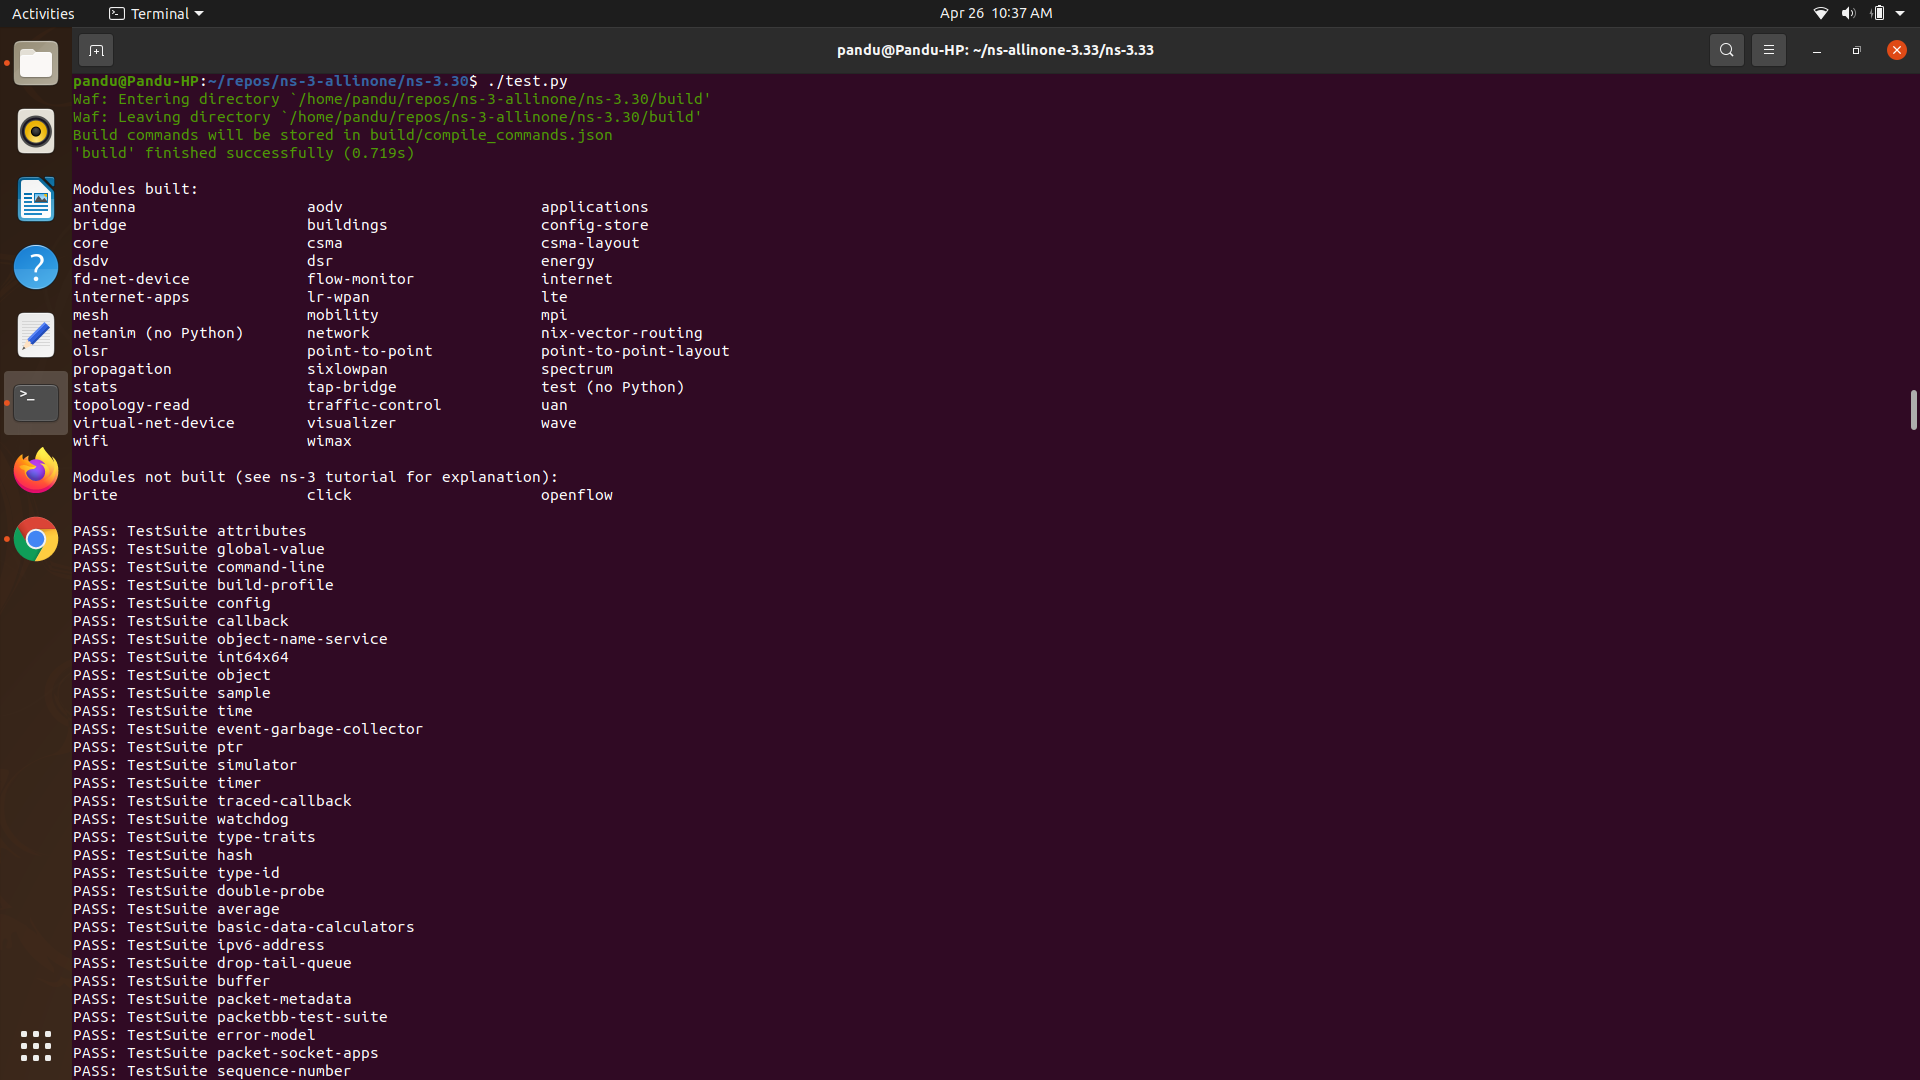 Activities
Terminal
Apr 26 10:37 AM
pandu@Pandu-HP: ~/ns-allinone-3.33/ns-3.33
pandu@Pandu-HP:~/repos/ns-3-allinone/ns-3.30$ ./test.py
Waf: Entering directory `/home/pandu/repos/ns-3-allinone/ns-3.30/build'
Waf: Leaving directory `/home/pandu/repos/ns-3-allinone/ns-3.30/build'
Build commands will be stored in build/compile_commands.json
'build' finished successfully (0.719s)
Modules built:
antenna aodv applications
bridge buildings config-store
core csma csma-layout
dsdv dsr energy
fd-net-device flow-monitor internet
internet-apps lr-wpan lte
mesh mobility mpi
netanim (no Python) network nix-vector-routing
olsr point-to-point point-to-point-layout
propagation sixlowpan spectrum
stats tap-bridge test (no Python)
topology-read traffic-control uan
virtual-net-device visualizer wave
wifi wimax
Modules not built (see ns-3 tutorial for explanation):
brite click openflow
PASS: TestSuite attributes
PASS: TestSuite global-value
PASS: TestSuite command-line
PASS: TestSuite build-profile
PASS: TestSuite config
PASS: TestSuite callback
PASS: TestSuite object-name-service
PASS: TestSuite int64x64
PASS: TestSuite object
PASS: TestSuite sample
PASS: TestSuite time
PASS: TestSuite event-garbage-collector
PASS: TestSuite ptr
PASS: TestSuite simulator
PASS: TestSuite timer
PASS: TestSuite traced-callback
PASS: TestSuite watchdog
PASS: TestSuite type-traits
PASS: TestSuite hash
PASS: TestSuite type-id
PASS: TestSuite double-probe
PASS: TestSuite average
PASS: TestSuite basic-data-calculators
PASS: TestSuite ipv6-address
PASS: TestSuite drop-tail-queue
PASS: TestSuite buffer
PASS: TestSuite packet-metadata
PASS: TestSuite packetbb-test-suite
PASS: TestSuite error-model
PASS: TestSuite packet-socket-apps
PASS: TestSuite sequence-number